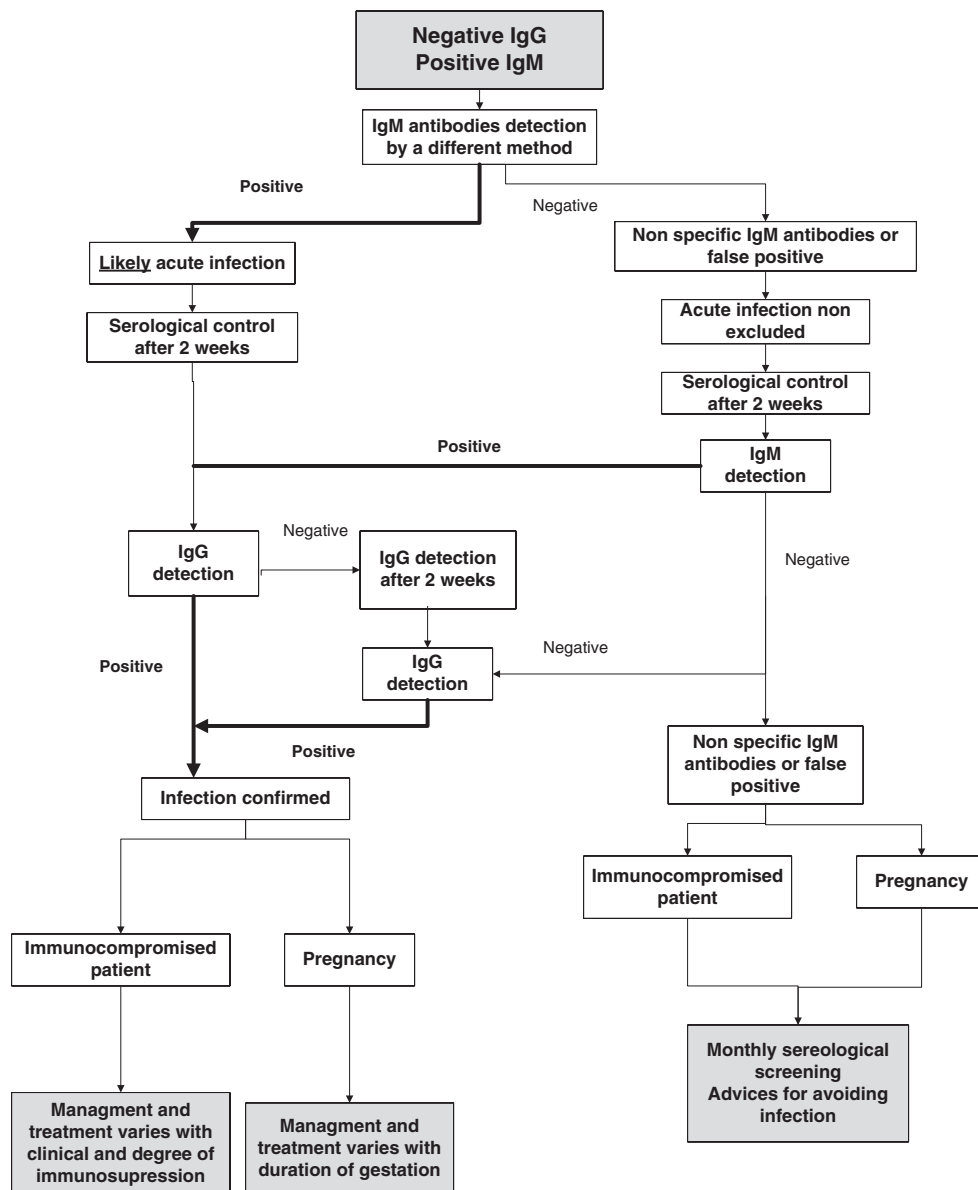 Negative IgG
Positive IgM
IgM antibodies detection
by a different method
Positive
Negative
Likely acute infection
Non specific IgM antibodies or
false positive
Serological control
after 2 weeks
Acute infection non
excluded
Serological control
after 2 weeks
Positive
IgM
detection
IgG
detection
Negative
IgG detection
after 2 weeks
Negative
Positive
IgG
detection
Negative
Positive
Non specific IgM
antibodies or false
positive
Infection confirmed
Immunocompromised
patient
Pregnancy
Immunocompromised
patient
Pregnancy
Monthly sereological
screening
Advices for avoiding
infection
Managment and
treatment varies with
clinical and degree of
immunosupression
Managment and
treatment varies with
duration of gestation